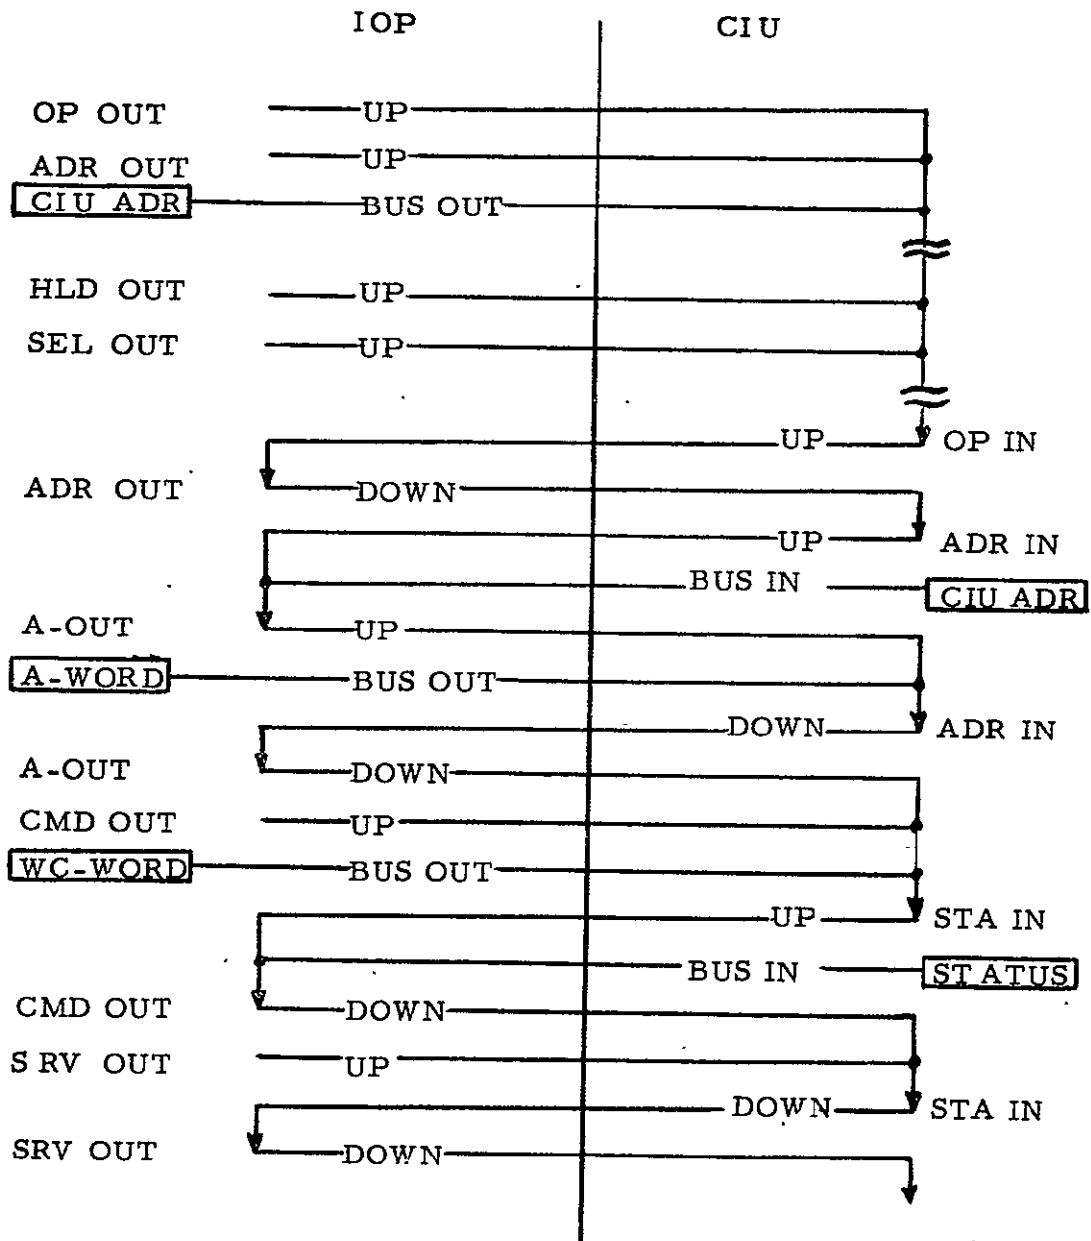 IOP CIU
OP OUT UP
ADR OUT UP
CIU ADR BUS OUT
HLD OUT UP
SEL OUT UP
UP OP IN
ADR OUT DOWN
UP ADR IN
BUS IN CIU ADR
A-OUT UP
A-WORD BUS OUT
DOWN ADR IN
A-OUT DOWN
CMD OUT UP
WC-WORD BUS OUT
UP STA IN
BUS IN STATUS
CMD OUT DOWN
SRV OUT UP
DOWN STA IN
SRV OUT DOWN